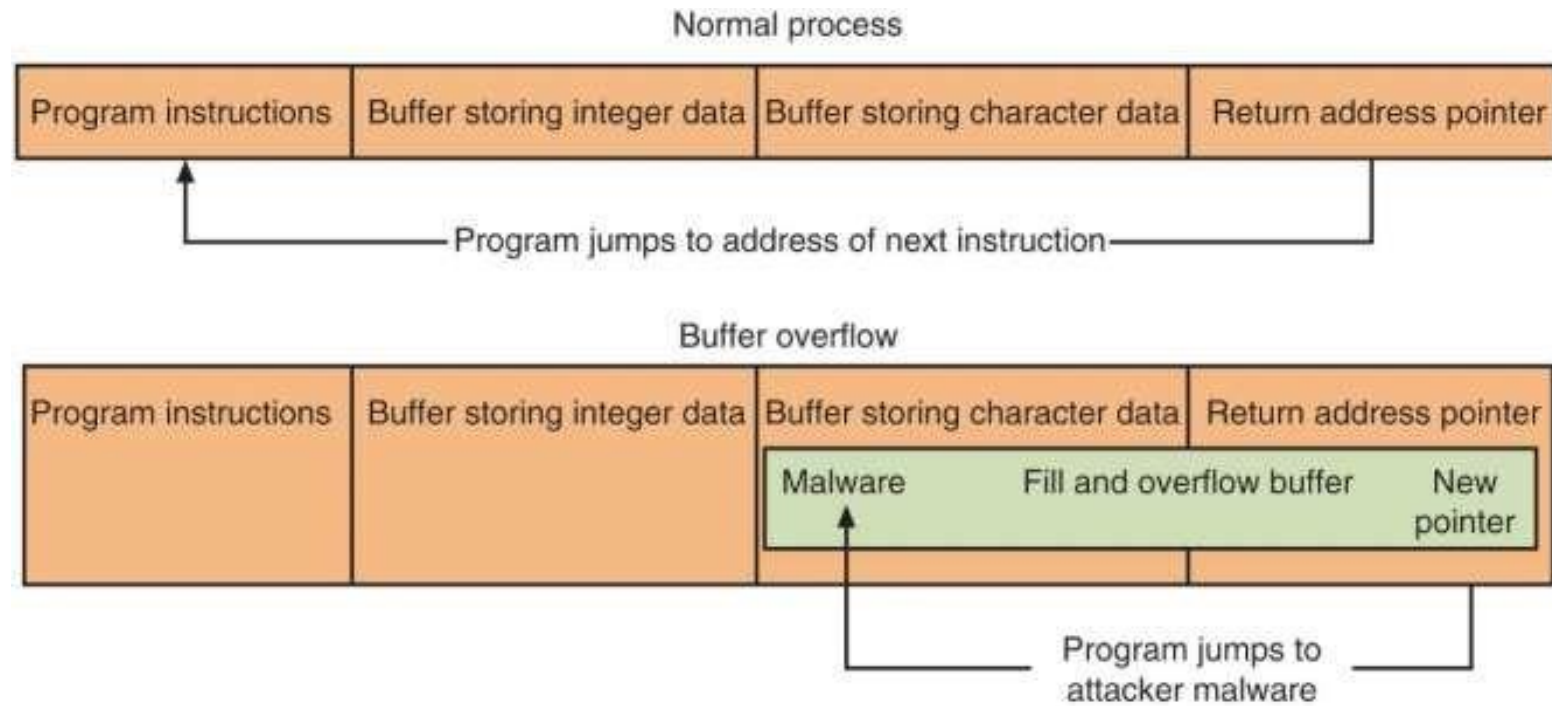 Normal process
Program instructions
Buffer storing integer data
Buffer storing character data
Return address pointer
Program jumps to address of next instruction
Buffer overflow
Program instructions
Buffer storing integer data
Buffer storing character data
Return address pointer
Malware
Fill and overflow buffer
New
pointer
Program jumps to
attacker malware